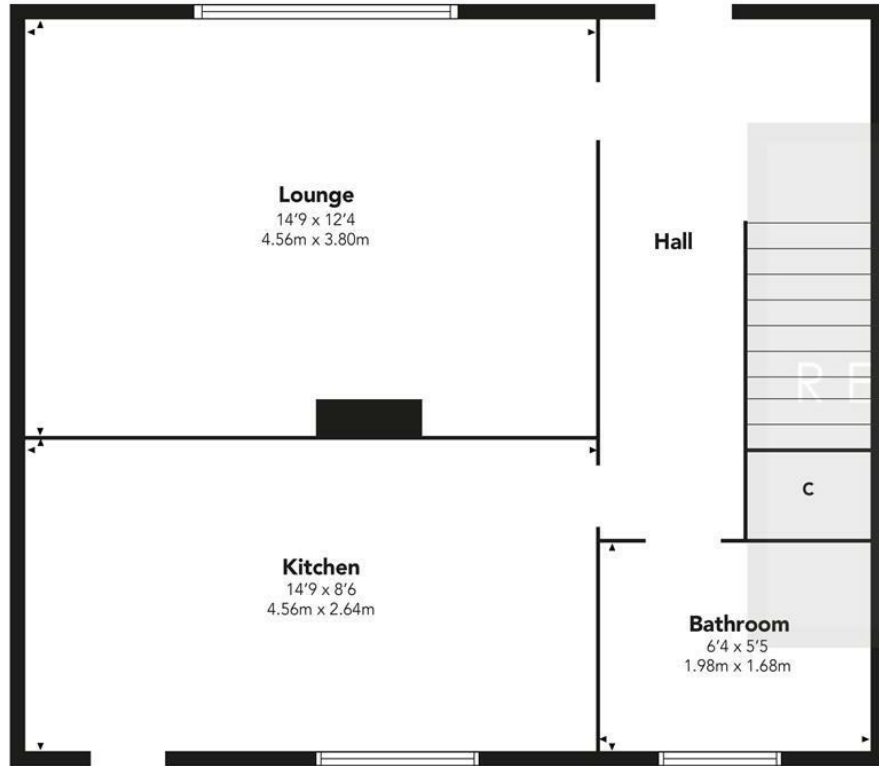 Lounge
14'9 x 12'4
4.56m x 3.80m
Hall
RE
C
Kitchen
14'9 x 8'6
4.56m x 2.64m
Bathroom
6'4 x 5'5
1.98m x 1.68m